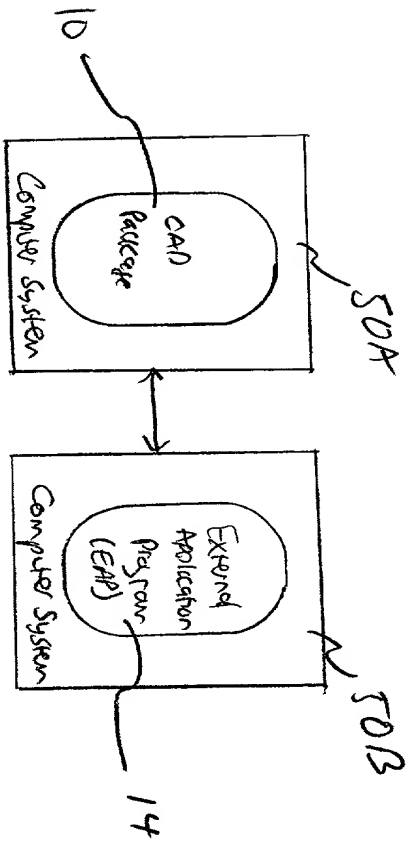 10
CAD
Package
Computer System
50A
External
Application
Program
(EAP)
Computer System
50B
14